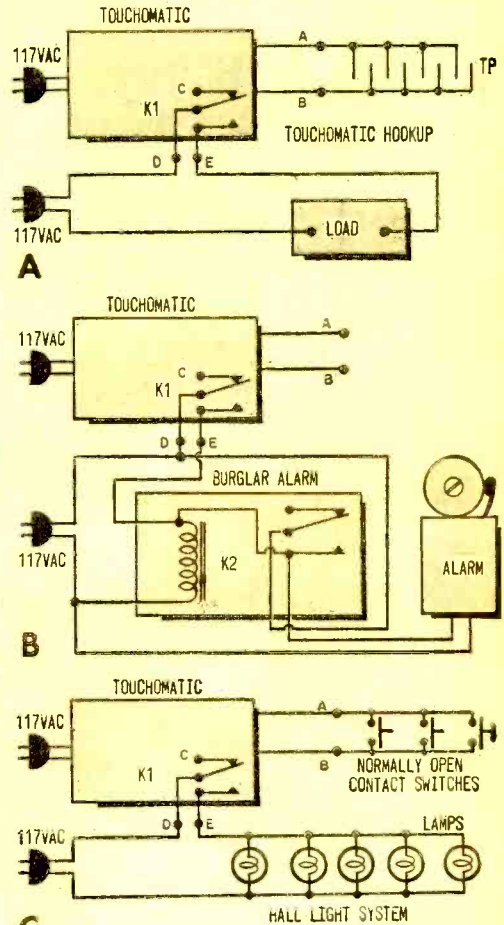 TOUCHOMATIC
117VAC
A
TP
C
K1
B
TOUCHOMATIC HOOKUP
D E
117VAC
LOAD
A
TOUCHOMATIC
117VAC
A
C
K1
B
D E
BURGLAR ALARM
117VAC
K2
ALARM
B
TOUCHOMATIC
117VAC
A
C
K1
B
NORMALLY OPEN
CONTACT SWITCHES
D E
LAMPS
117VAC
HALL LIGHT SYSTEM
C